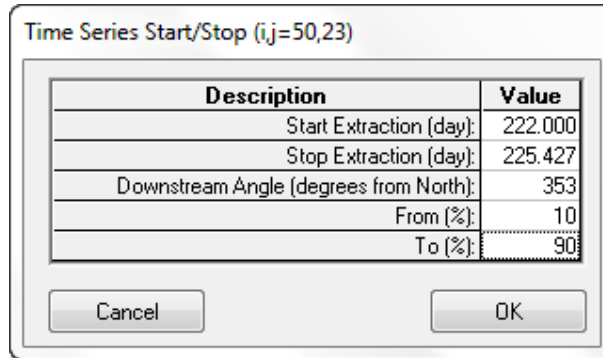 Time Series Start/Stop (i,j=50,23)
Description Value
Start Extraction (day): 222.000
Stop Extraction (day): 225.427
Downstream Angle (degrees from North): 353
From (%): 10
To (%): 90
Cancel OK